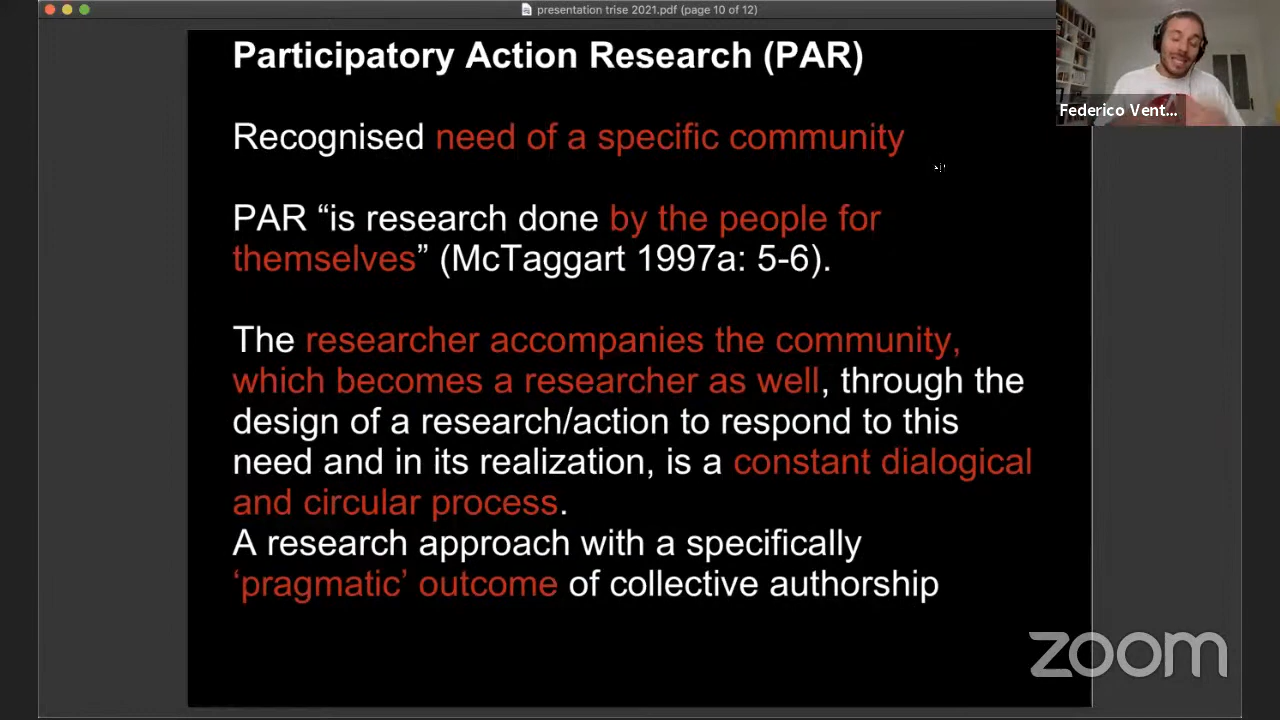 presentation trise 2021.pdf (page 10 of 12)
Participatory Action Research (PAR)
Federico Vent...
Recognised need of a specific community
PAR “is research done by the people for
themselves” (McTaggart 1997a: 5-6).
The researcher accompanies the community,
which becomes a researcher as well, through the
design of a research/action to respond to this
need and in its realization, is a constant dialogical
and circular process.
A research approach with a specifically
‘pragmatic’ outcome of collective authorship
zoom